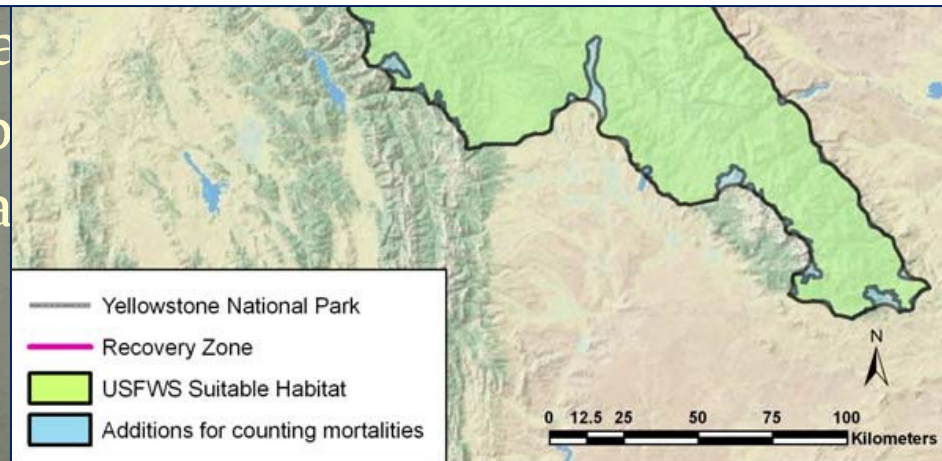 a
p
a
Yellowstone National Park
Recovery Zone
USFWS Suitable Habitat
Additions for counting mortalities
N
0 12.5 25 50 75 100
Kilometers